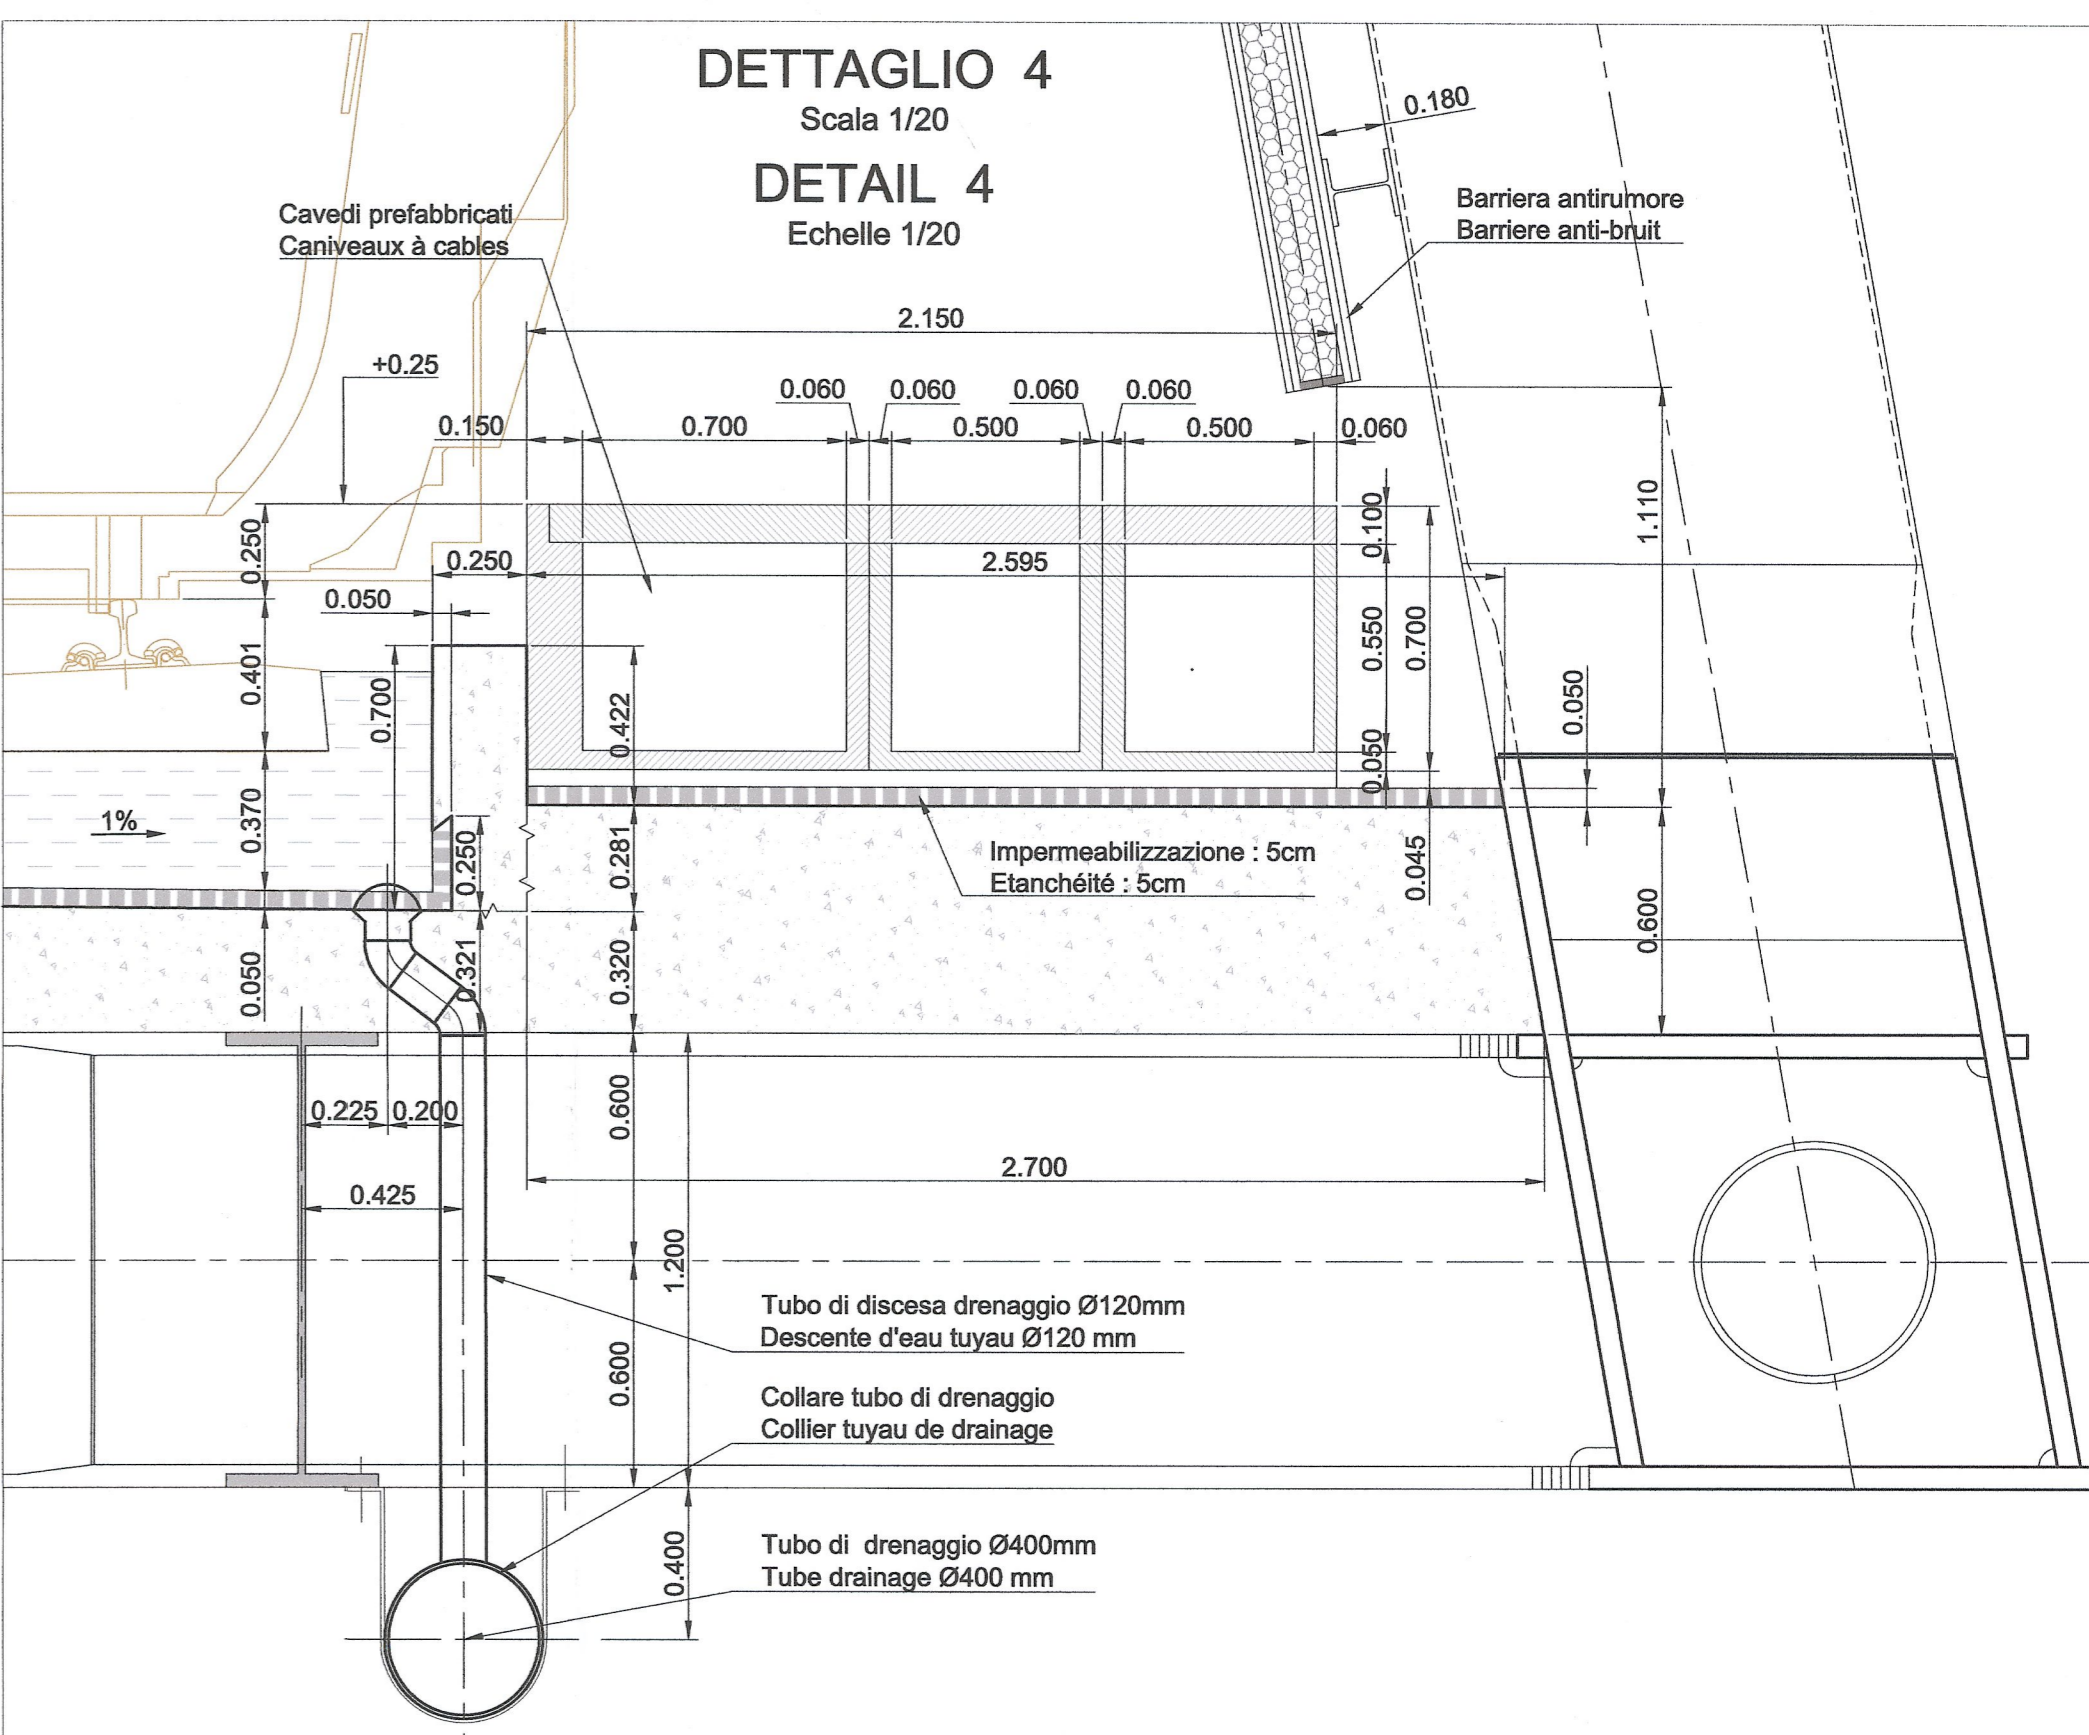 DETTAGLIO 4
Scala 1/20
DETAIL 4
Echelle 1/20
0.180
Cavedi prefabbricati
Caniveaux à cables
Barriera antirumore
Barriere anti-bruit
2.150
+0.25
0.060 0.060 0.060 0.060
0.150 0.700 0.500 0.500 0.060
0.250
0.100
1.110
0.250
2.595
0.050
0.401
0.700
0.422
0.550
0.700
0.050
0.050
1%
0.370
0.250
0.281
Impermeabilizzazione : 5cm
Etanchéité : 5cm
0.045
0.600
0.050
0.321
0.320
0.225 0.200
0.600
2.700
0.425
1.200
Tubo di discesa drenaggio Ø120mm
Descente d'eau tuyau Ø120 mm
0.600
Collare tubo di drenaggio
Collier tuyau de drainage
0.400
Tubo di drenaggio Ø400mm
Tube drainage Ø400 mm